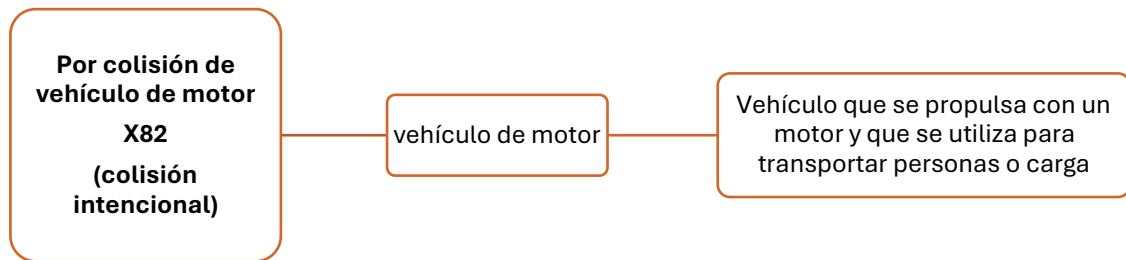 Por colisión de
vehículo de motor
X82
(colisión
intencional)
vehículo de motor
Vehículo que se propulsa con un
motor y que se utiliza para
transportar personas o carga